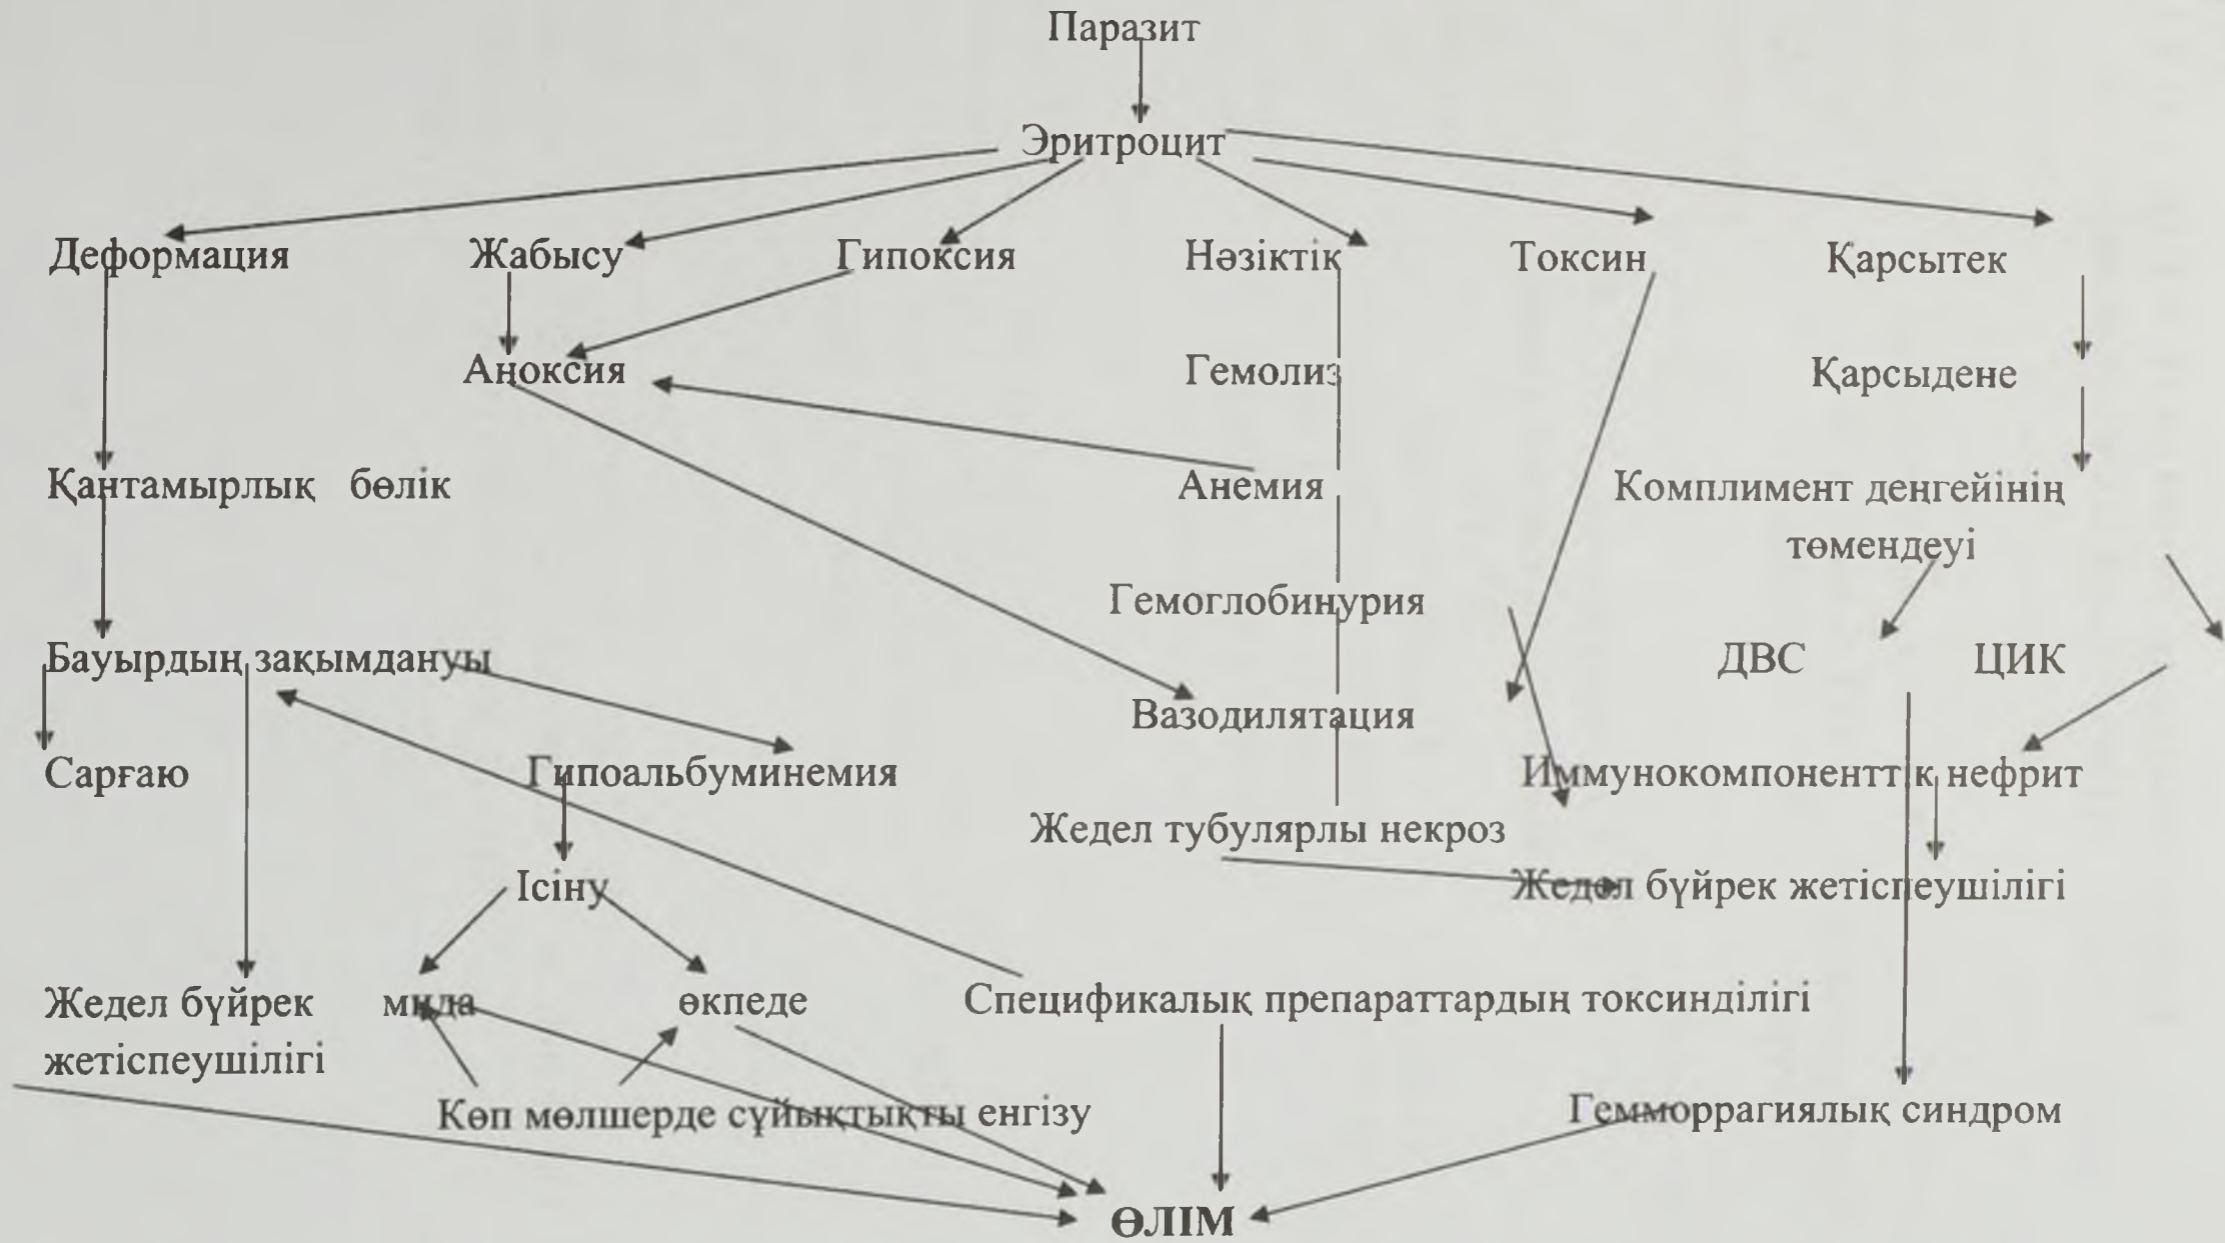 Паразит
Эритроцит
Деформация Жабысу Гипоксия Нәзіктік Токсин Қарсытек
Аноксия Гемолиз Қарсыдене
Қантамырлық бөлік Анемия Комплимент деңгейінің
төмендеуі
Гемоглобинурия
Бауырдың зақымдануы ДВС ЦИК
Вазодилятация
Сарғаю Гипоальбуминемия Иммунокомпоненттік нефрит
Жедел тубулярлы некроз
Ісіну Жедел бүйрек жетіспеушілігі
Жедел бүйрек мида өкпеде Спецификалық препараттардың токсинділігі
жетіспеушілігі
Көп мөлшерде сұйықтықты енгізу Гемморрагиялық синдром
ӨЛІМ